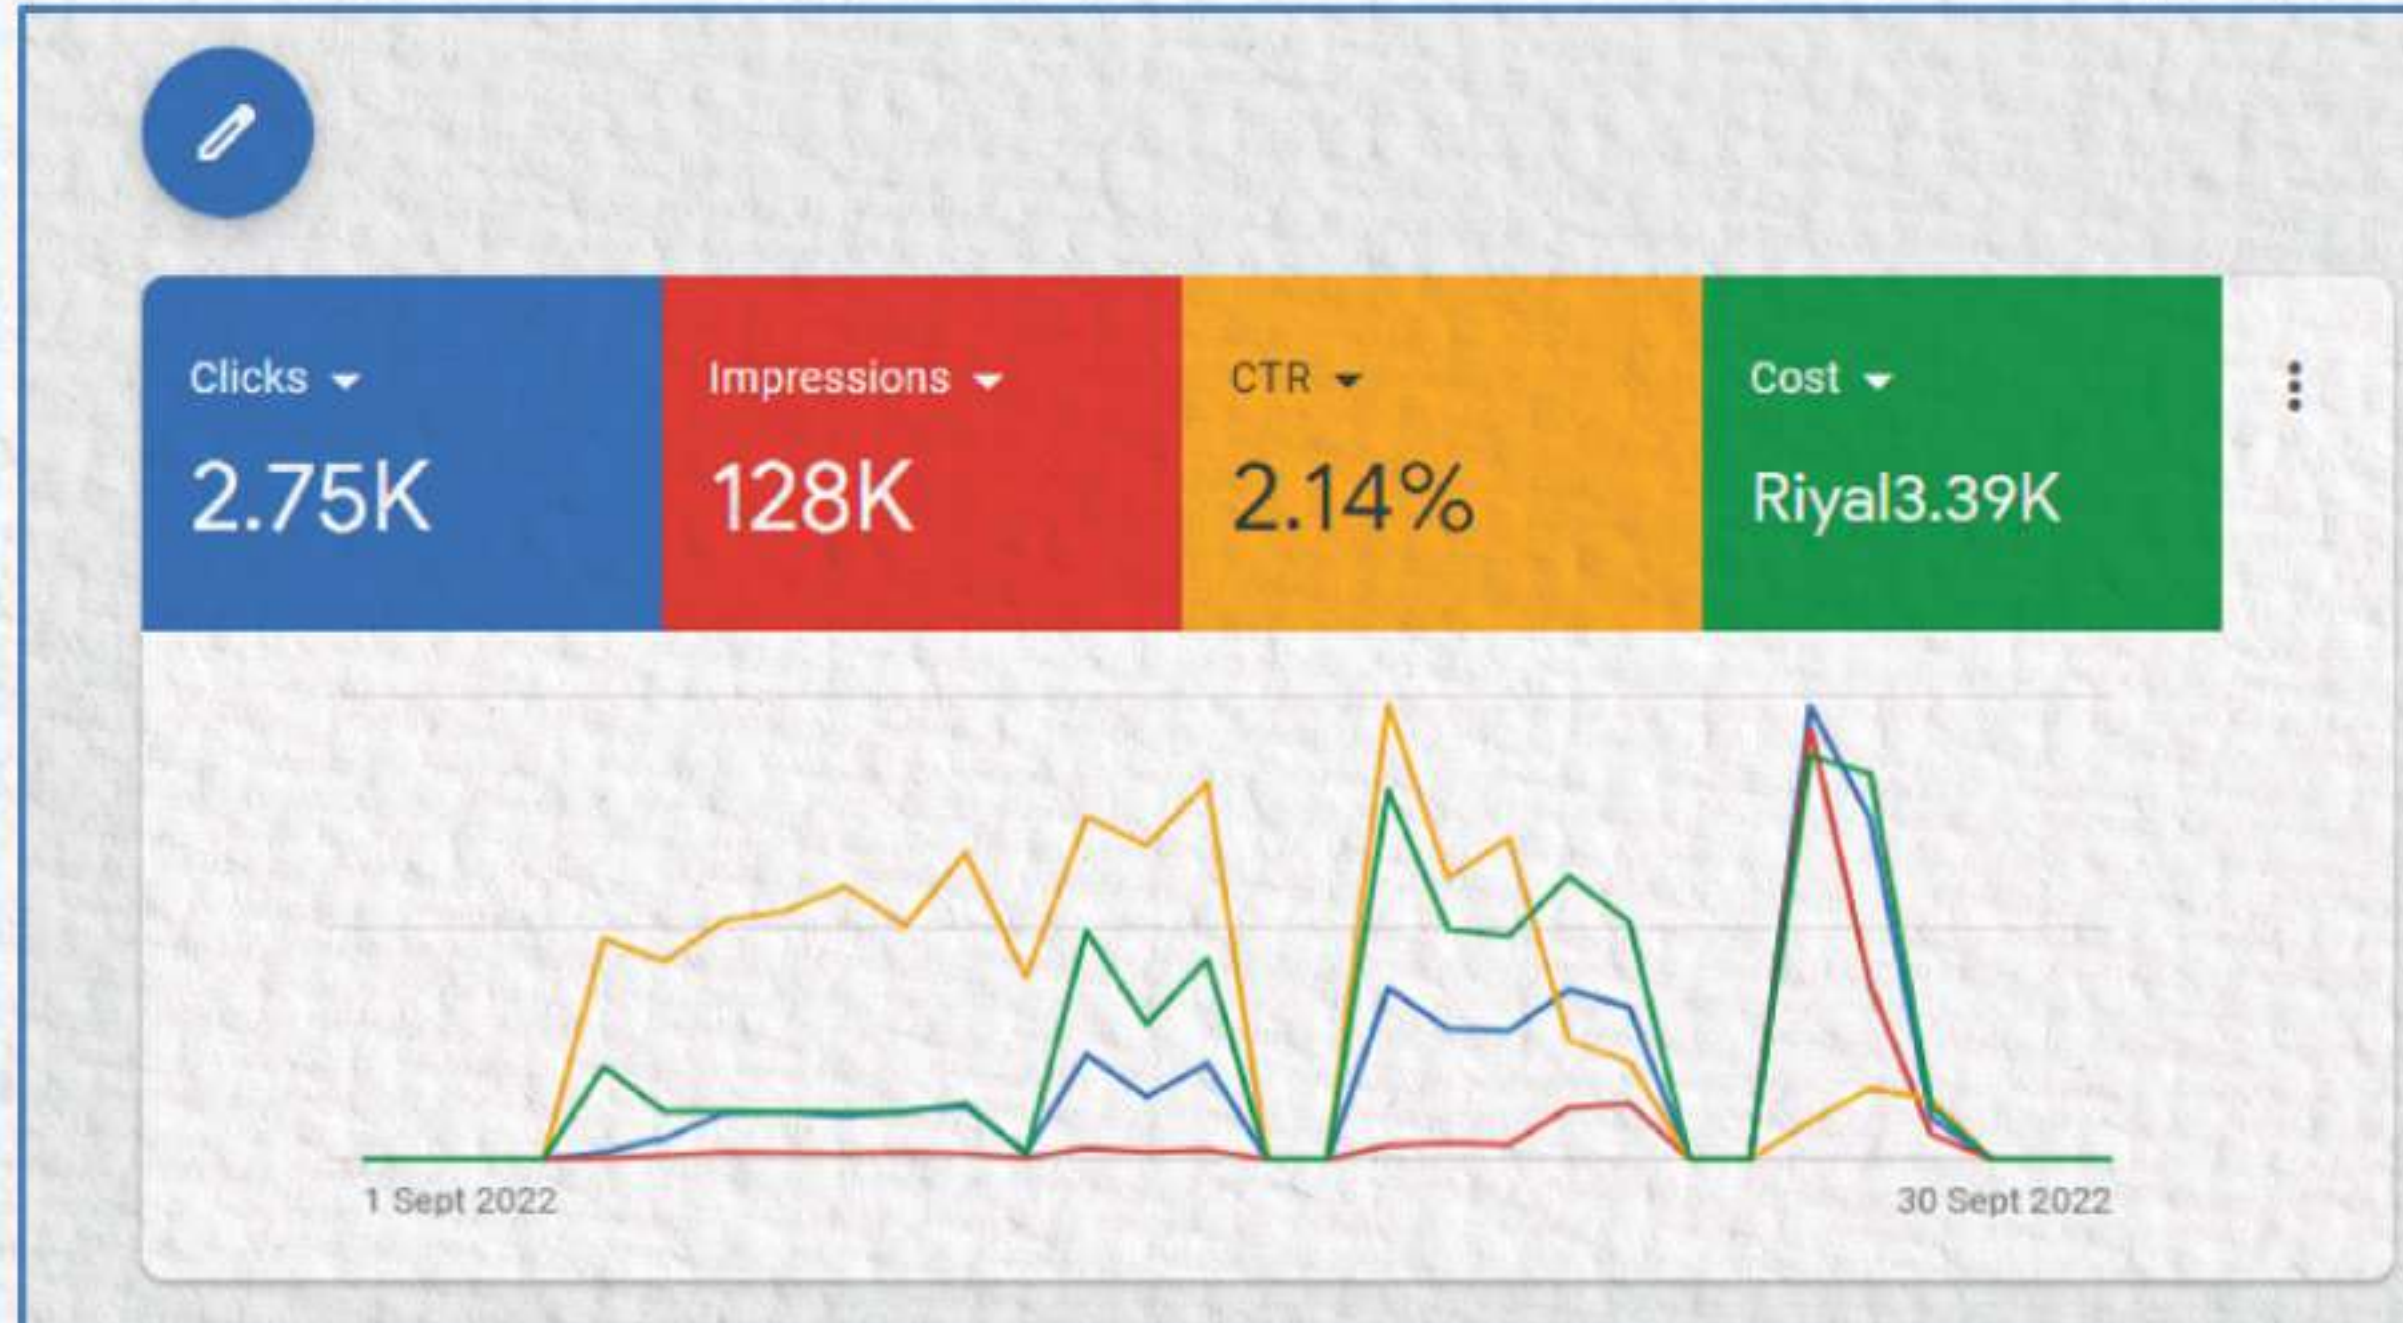 Clicks
2.75K
Impressions
128K
CTR
2.14%
Cost
Riyal3.39K
1 Sept 2022
30 Sept 2022